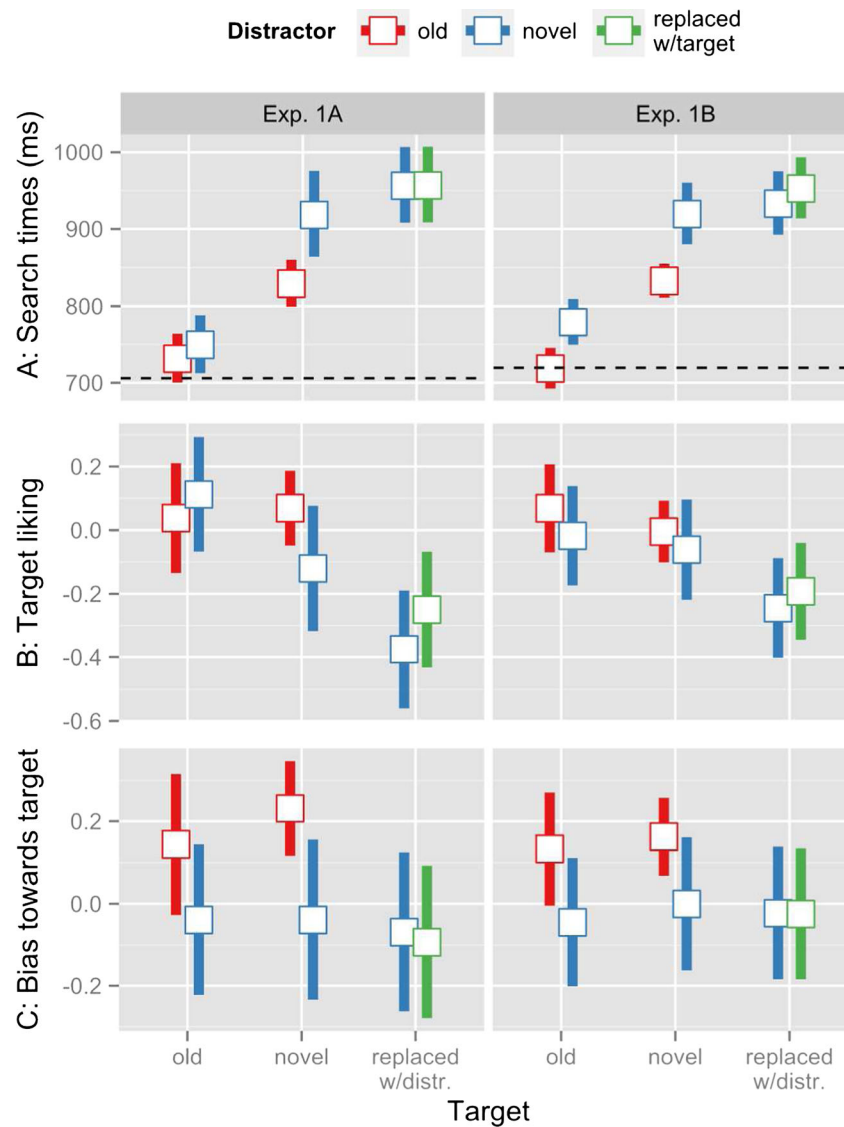 Distractor old novel replaced w/target
Exp. 1A Exp. 1B
A: Search times (ms)
1000
900
800
700
B: Target liking
0.2
0.0
-0.2
-0.4
-0.6
C: Bias towards target
0.2
0.0
-0.2
old novel replaced w/distr. old novel replaced w/distr.
Target